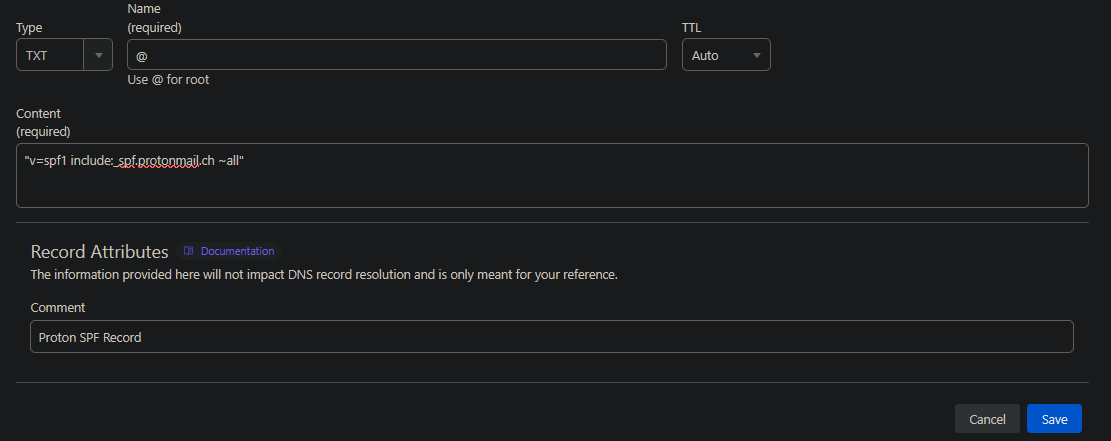 Name
Type
(required)
TTL
TXT
@
Auto
Use @ for root
Content
(required)
"v=spf1 include:_spf.protonmail.ch ~all"
Record Attributes
Documentation
The information provided here will not impact DNS record resolution and is only meant for your reference.
Comment
Proton SPF Record
Cancel
Save